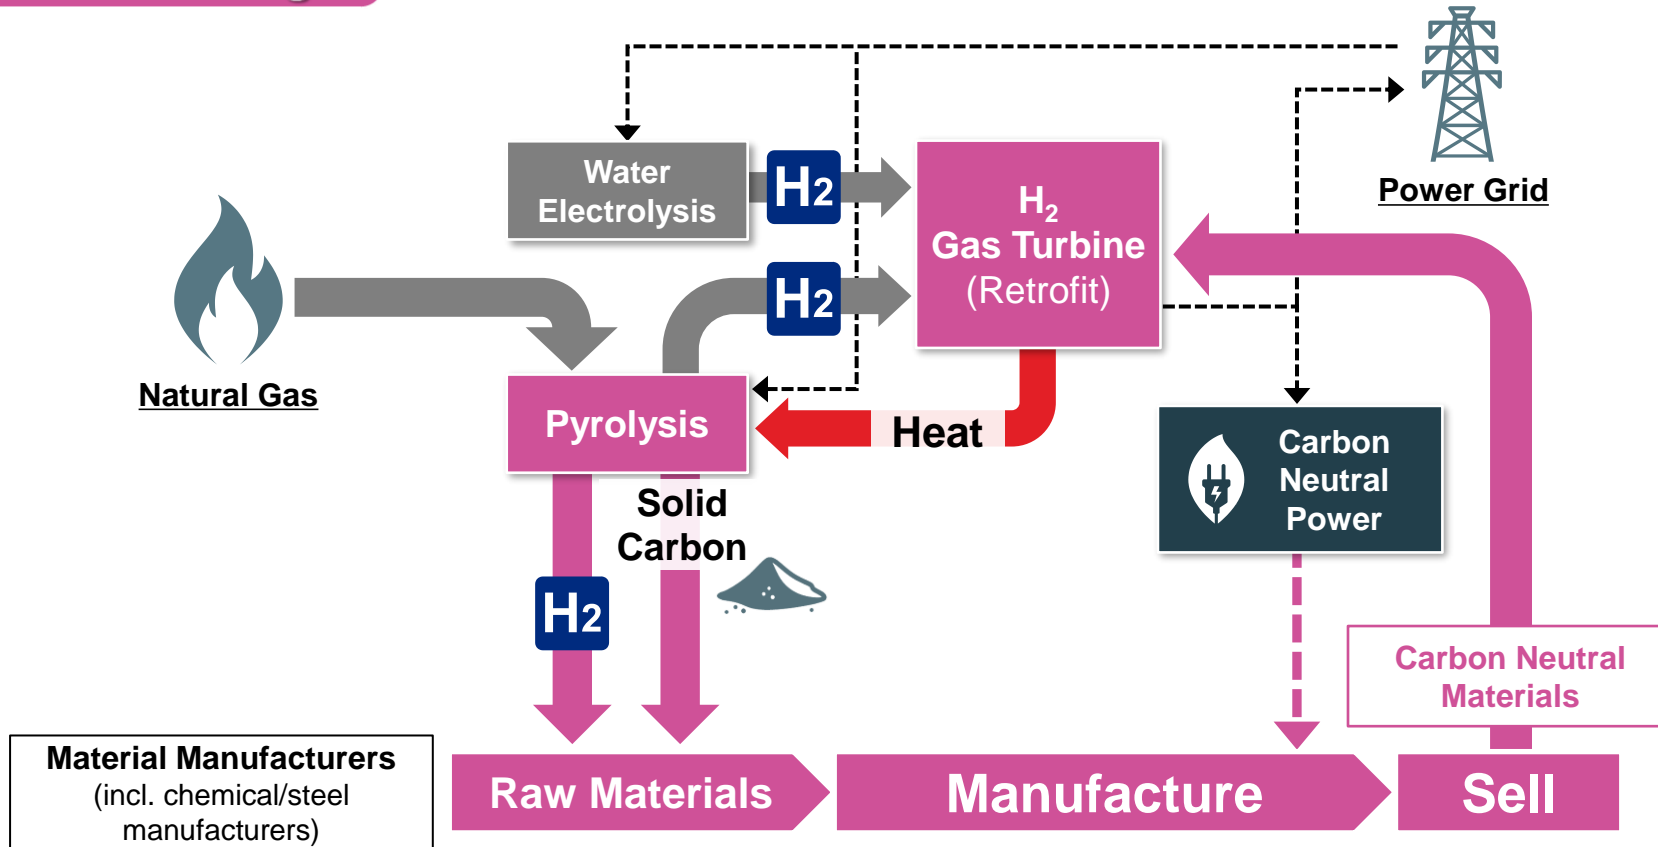 Power Grid
Water
Electrolysis
H2
H₂
Gas Turbine
(Retrofit)
H2
Natural Gas
Pyrolysis
Heat
Carbon
Neutral
Power
Solid
Carbon
H2
Carbon Neutral
Materials
Material Manufacturers
(incl. chemical/steel
manufacturers)
Raw Materials
Manufacture
Sell